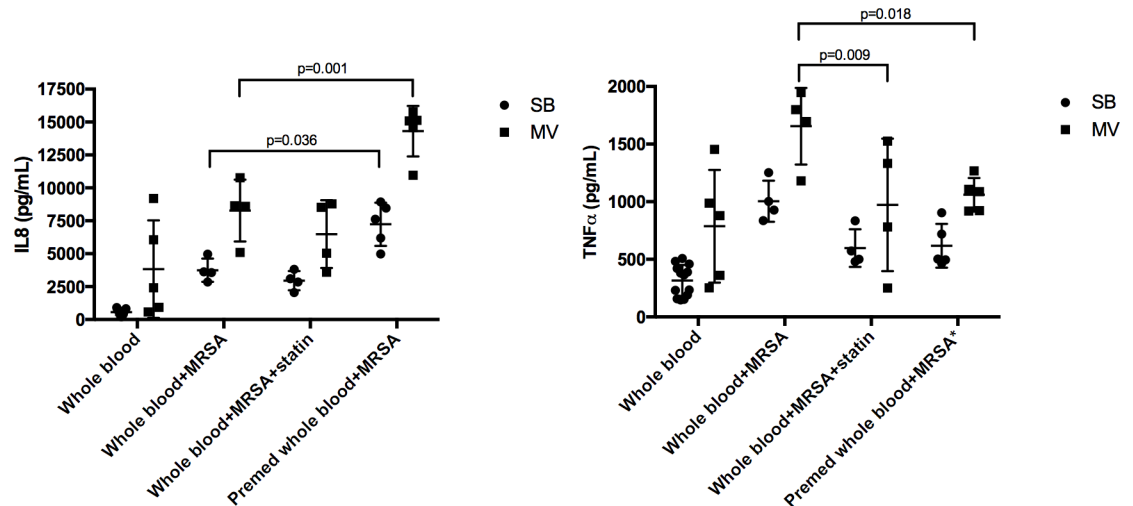 p=0.001
p=0.036
IL8 (pg/mL)
17500
15000
12500
10000
7500
5000
2500
0
Whole blood
Whole blood+MRSA
Whole blood+MRSA+statin
Premed whole blood+MRSA
SB
MV
p=0.018
p=0.009
TNFα (pg/mL)
2000
1500
1000
500
0
Whole blood
Whole blood+MRSA
Whole blood+MRSA+statin
Premed whole blood+MRSA*
SB
MV